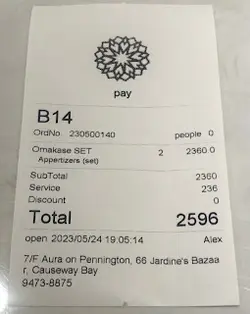 pay
B14
OrdNo 230500140 people 0
Omakase SET 2 2360.0
Appertizers (set)
SubTotal 2360
Service 236
Discount 0
Total 2596
open 2023/05/24 19:05:14 Alex
7/F Aura on Pennington, 66 Jardine's Bazaa
r, Causeway Bay
9473-8875